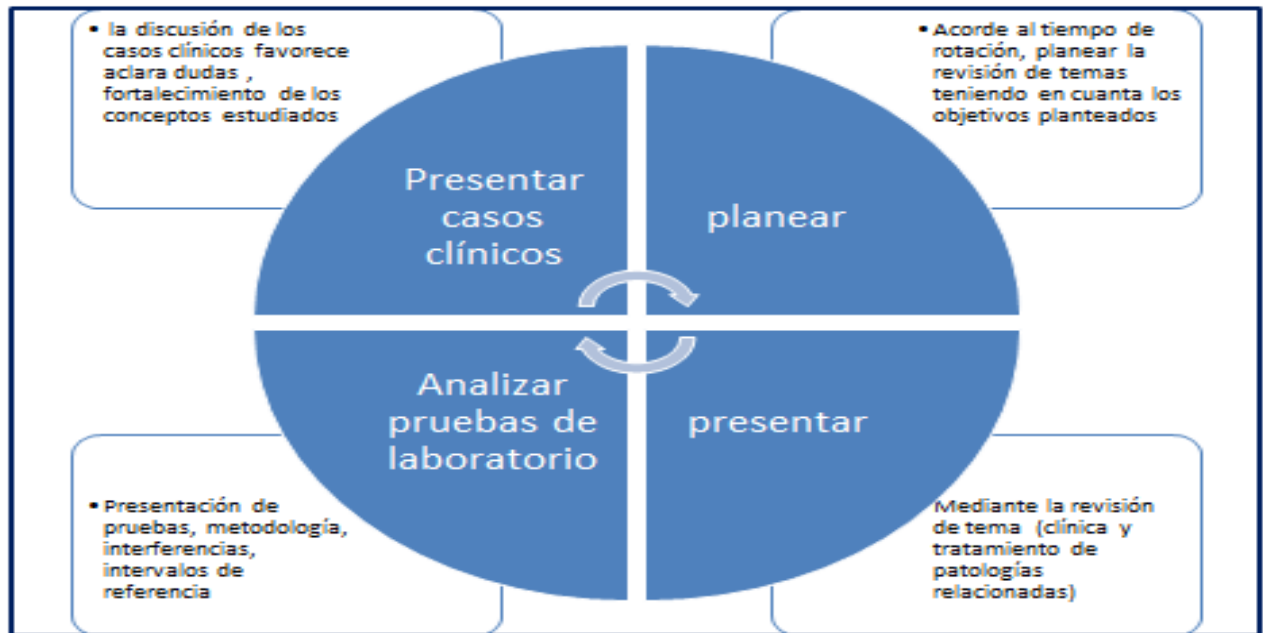 • la discusión de los
casos clínicos favorece
aclara dudas ,
fortalecimiento de los
conceptos estudiados
• Acorde al tiempo de
rotación, planear la
revisión de temas
teniendo en cuanta los
objetivos planteados
Presentar
casos
clínicos
planear
Analizar
pruebas de
laboratorio
presentar
• Presentación de
pruebas, metodología,
interferencias,
intervalos de
referencia
Mediante la revisión
de tema (clínica y
tratamiento de
patologías
relacionadas)